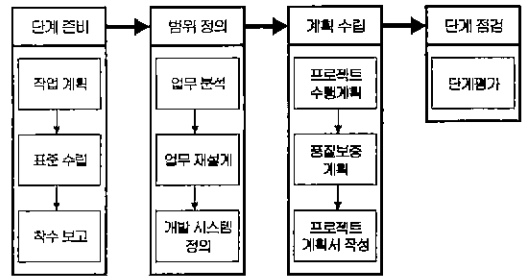 단계 준비
작업 계획
표준 수립
착수 보고
범위 정의
업무 분석
업무 재설계
개발 시스템
정의
계획 수립
프로젝트
수행계획
품질보증
계획
프로젝트
계획서 작성
단계 점검
단계평가